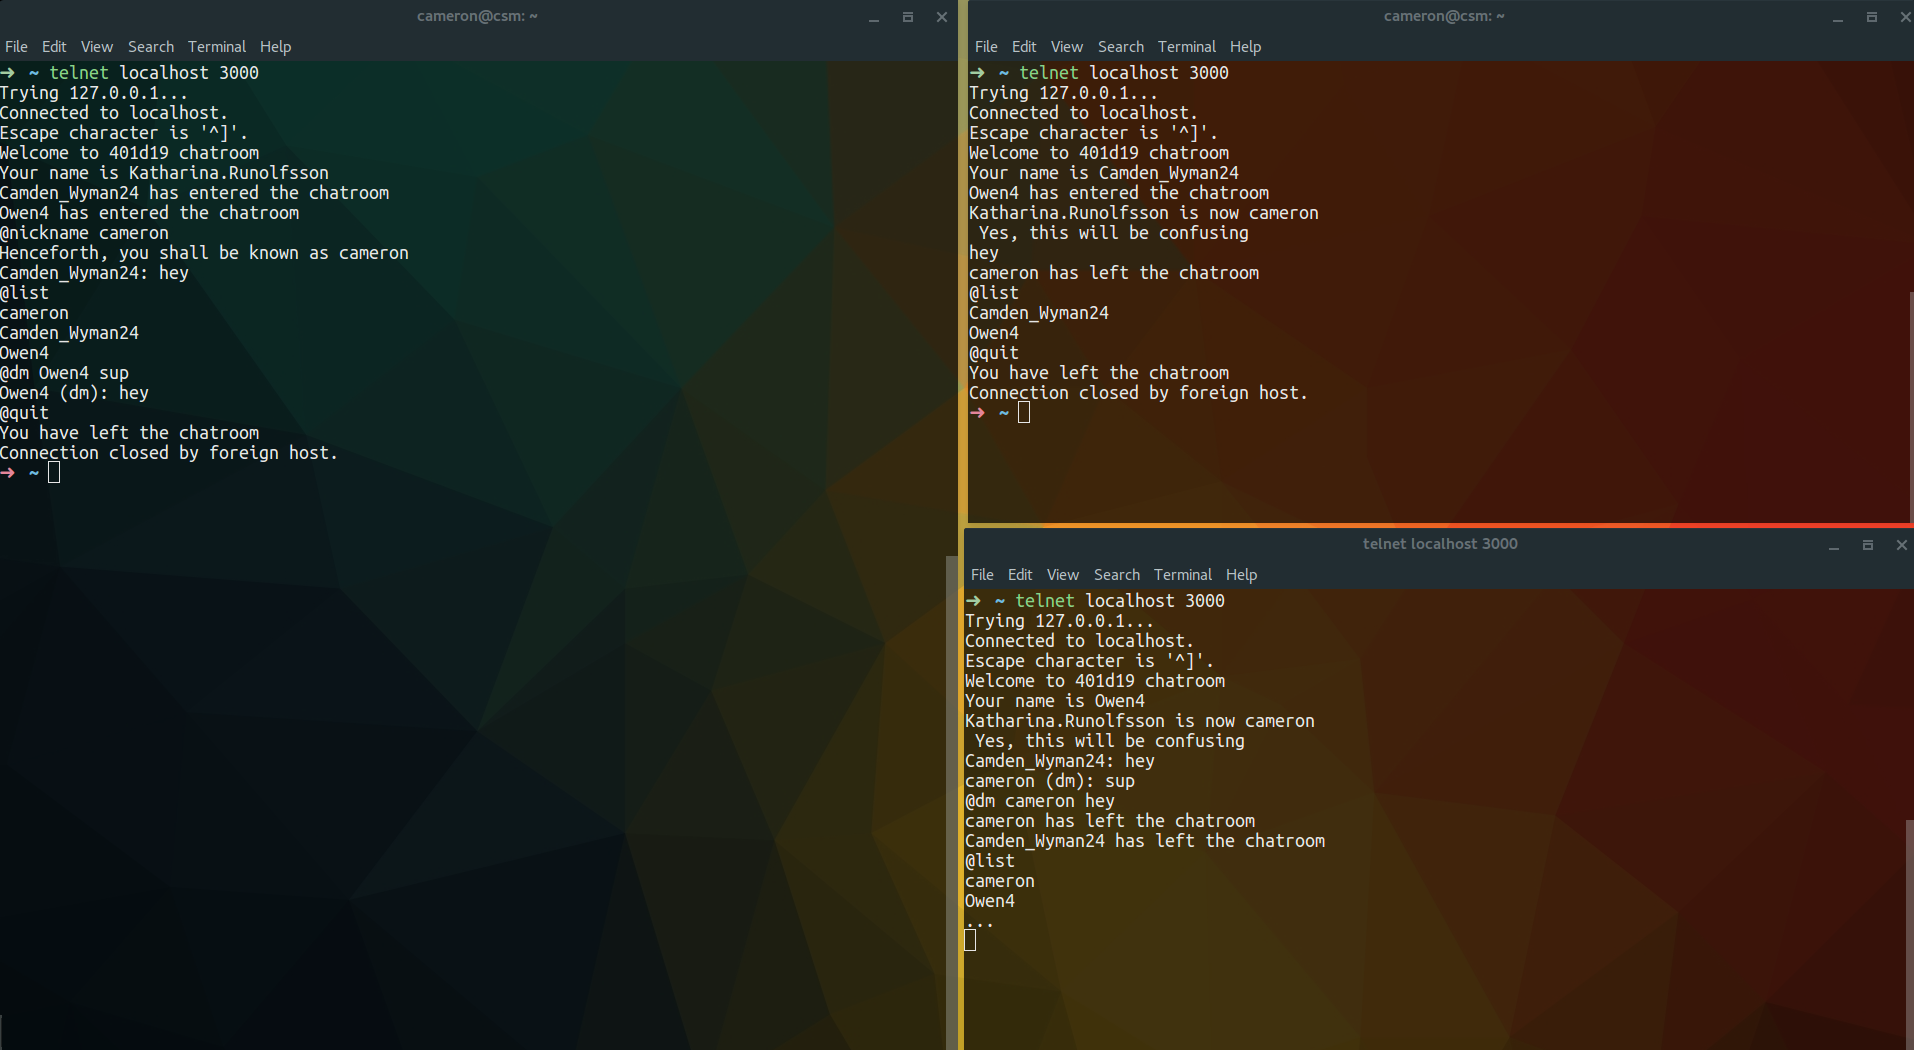 cameron@csm: ~
File Edit View Search Terminal Help
➜ ~ telnet localhost 3000
Trying 127.0.0.1...
Connected to localhost.
Escape character is '^]'.
Welcome to 401d19 chatroom
Your name is Katharina.Runolfsson
Camden_Wyman24 has entered the chatroom
Owen4 has entered the chatroom
@nickname cameron
Henceforth, you shall be known as cameron
Camden_Wyman24: hey
@list
cameron
Camden_Wyman24
Owen4
@dm Owen4 sup
Owen4 (dm): hey
@quit
You have left the chatroom
Connection closed by foreign host.
➜ ~
cameron@csm: ~
File Edit View Search Terminal Help
➜ ~ telnet localhost 3000
Trying 127.0.0.1...
Connected to localhost.
Escape character is '^]'.
Welcome to 401d19 chatroom
Your name is Camden_Wyman24
Owen4 has entered the chatroom
Katharina.Runolfsson is now cameron
Yes, this will be confusing
hey
cameron has left the chatroom
@list
Camden_Wyman24
Owen4
@quit
You have left the chatroom
Connection closed by foreign host.
➜ ~
telnet localhost 3000
File Edit View Search Terminal Help
➜ ~ telnet localhost 3000
Trying 127.0.0.1...
Connected to localhost.
Escape character is '^]'.
Welcome to 401d19 chatroom
Your name is Owen4
Katharina.Runolfsson is now cameron
Yes, this will be confusing
Camden_Wyman24: hey
cameron (dm): sup
@dm cameron hey
cameron has left the chatroom
Camden_Wyman24 has left the chatroom
@list
cameron
Owen4
...